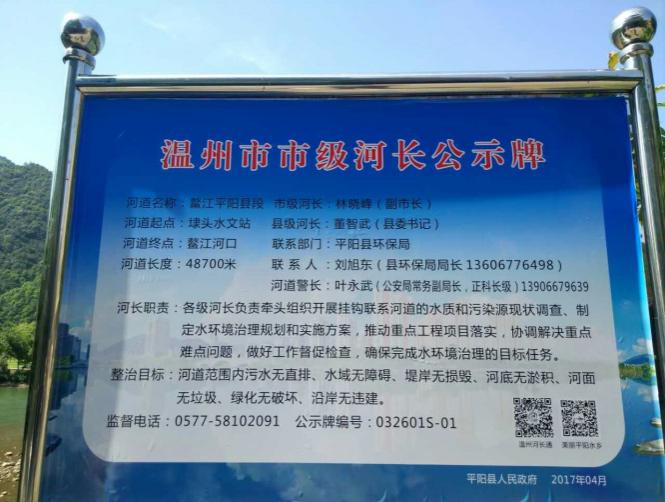 温州市市级河长公示牌
河道名称：鳌江平阳县段 市级河长：林晓峰（副市长）
河道起点：埭头水文站 县级河长：董智武（县委书记）
河道终点：鳌江河口 联系部门：平阳县环保局
河道长度：48700米 联系人：刘旭东（县环保局局长 13606776498）
河道警长：叶永武（公安局常务副局长，正科长级）13906679639
河长职责：各级河长负责牵头组织开展挂钩联系河道的水质和污染源现状调查、制
定水环境治理规划和实施方案，推动重点工程项目落实，协调解决重点
难点问题，做好工作督促检查，确保完成水环境治理的目标任务。
整治目标：河道范围内污水无直排、水域无障碍、堤岸无损毁、河底无淤积、河面
无垃圾、绿化无破坏、沿岸无违建。
监督电话：0577-58102091 公示牌编号：032601S-01
温州河长通 美丽平阳水乡
平阳县人民政府 2017年04月